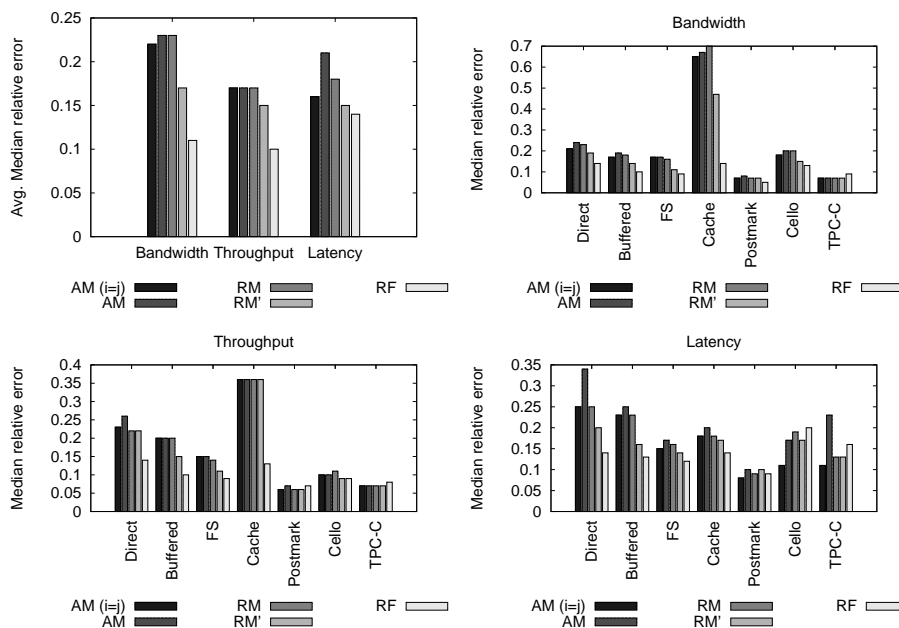 Avg. Median relative error
0.25
0.2
0.15
0.1
0.05
0
Bandwidth Throughput Latency
AM (i=j) RM RF
AM RM'
Bandwidth
Median relative error
0.7
0.6
0.5
0.4
0.3
0.2
0.1
0
Direct
Buffered
FS
Cache
Postmark
Cello
TPC-C
AM (i=j) RM RF
AM RM'
Throughput
Median relative error
0.4
0.35
0.3
0.25
0.2
0.15
0.1
0.05
0
Direct
Buffered
FS
Cache
Postmark
Cello
TPC-C
AM (i=j) RM RF
AM RM'
Latency
Median relative error
0.35
0.3
0.25
0.2
0.15
0.1
0.05
0
Direct
Buffered
FS
Cache
Postmark
Cello
TPC-C
AM (i=j) RM RF
AM RM'